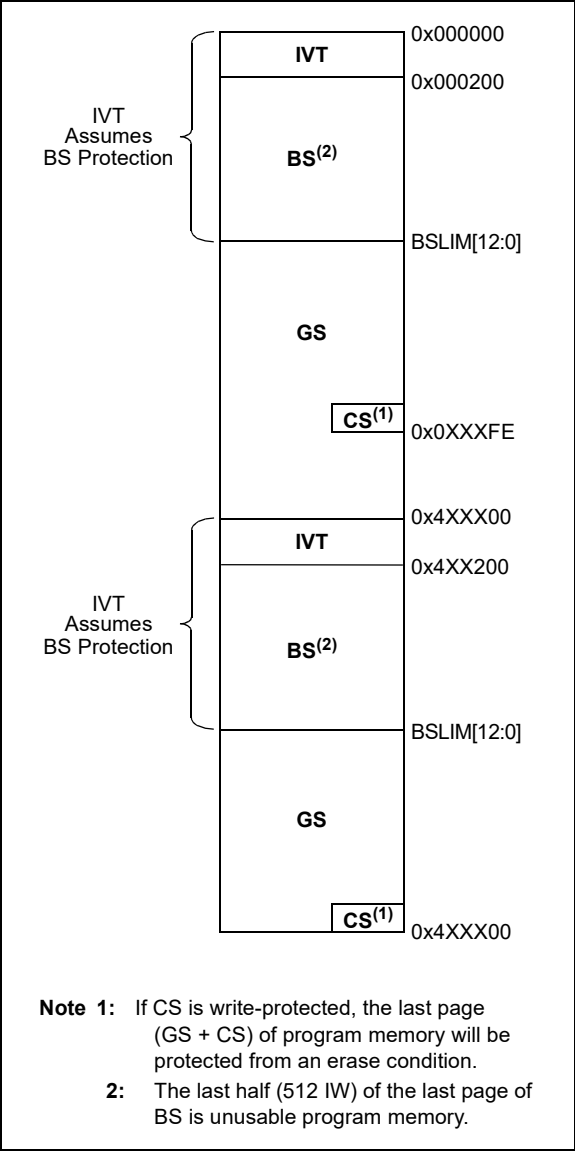 0x000000
IVT
0x000200
IVT
Assumes
BS Protection
BS(2)
BSLIM[12:0]
GS
CS(1)
0x0XXXFE
0x4XXX00
IVT
0x4XX200
IVT
Assumes
BS Protection
BS(2)
BSLIM[12:0]
GS
CS(1)
0x4XXX00
Note 1: If CS is write-protected, the last page
(GS + CS) of program memory will be
protected from an erase condition.
2: The last half (512 IW) of the last page of
BS is unusable program memory.